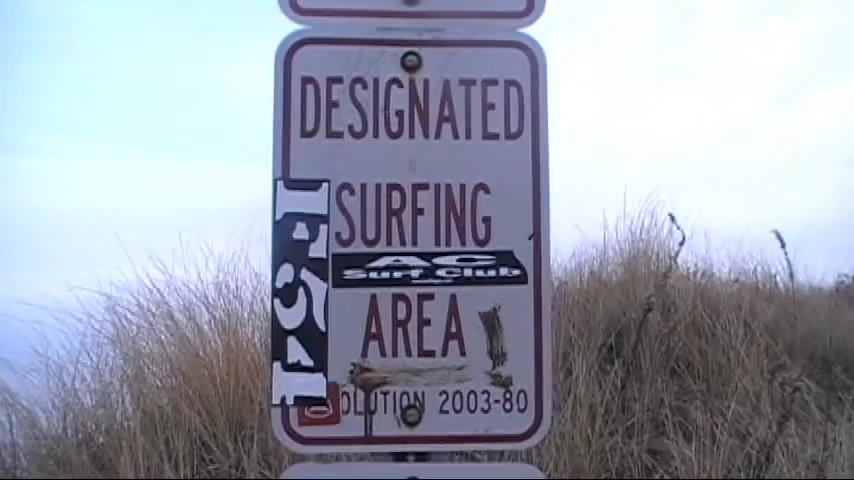 DESIGNATED
SURFING
AC
Surf Club
AREA
OLUTION 2003-80